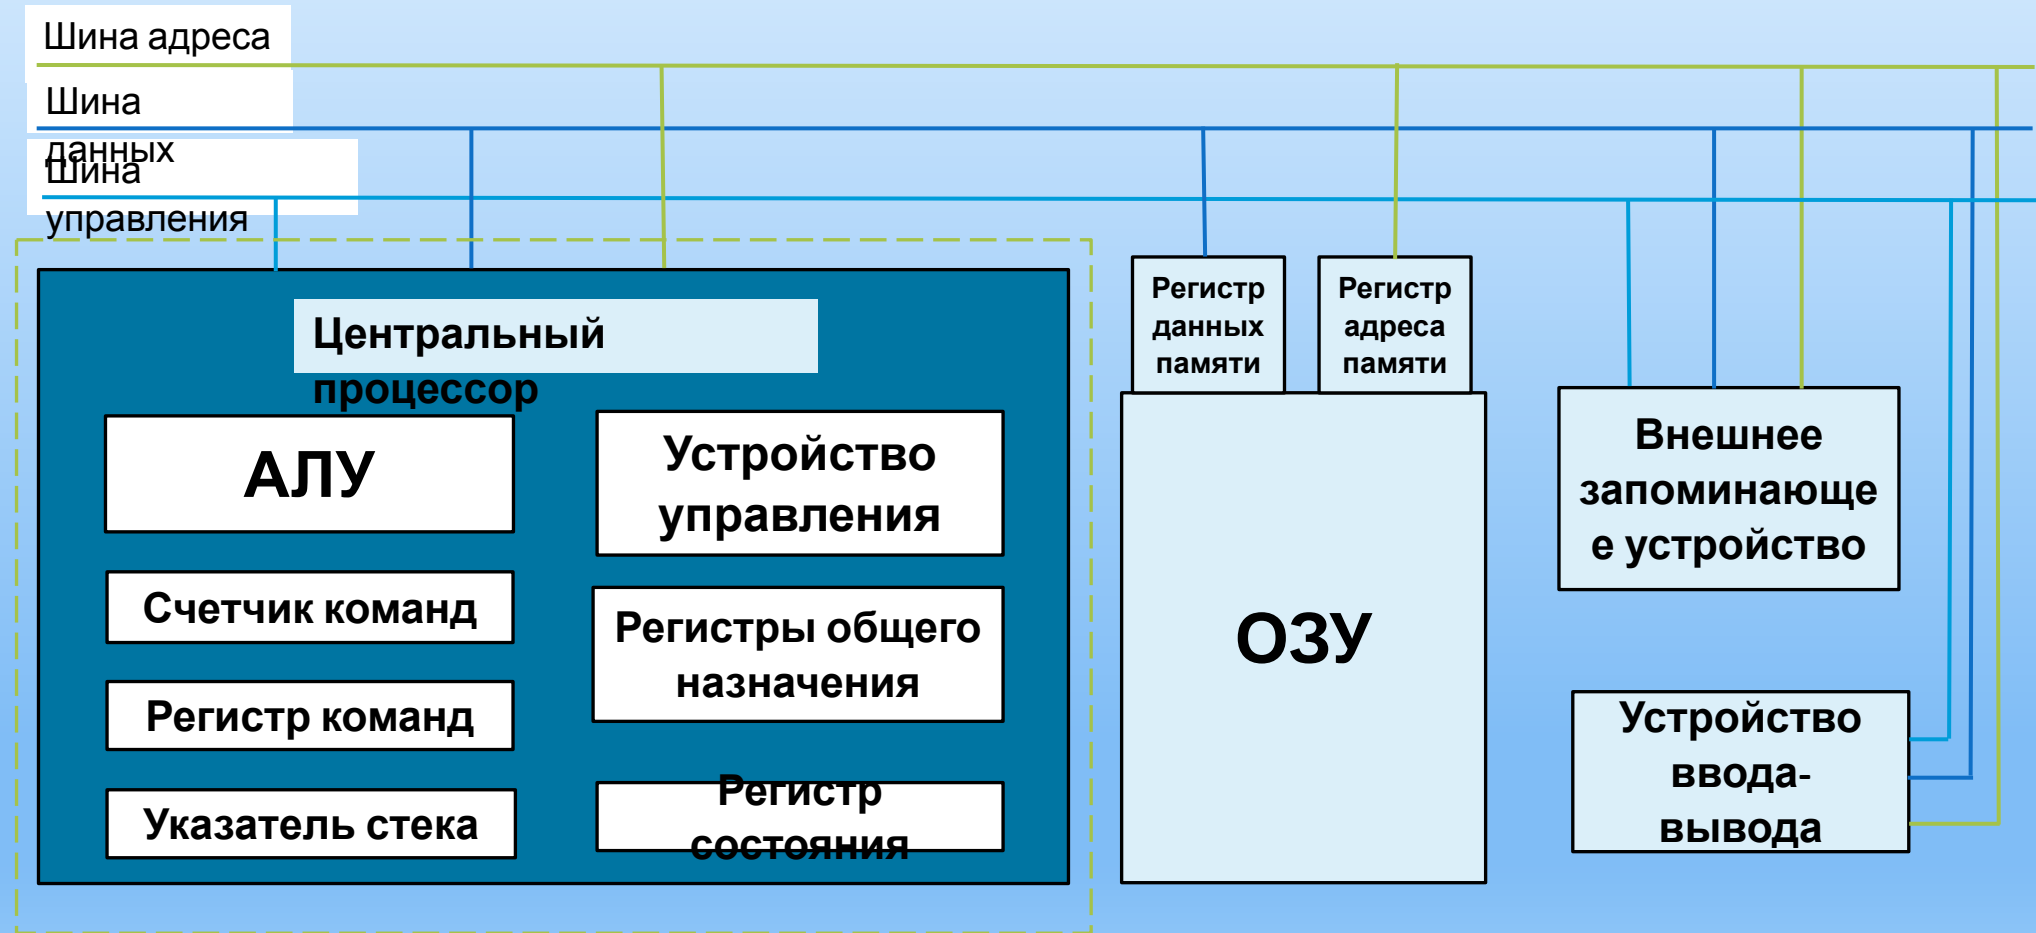 Шина адреса
Шина
данных
Шина
управления
Центральный
процессор
АЛУ
Устройство
управления
Счетчик команд
Регистры общего
назначения
Регистр команд
Указатель стека
Регистр
состояния
Регистр
данных
памяти
Регистр
адреса
памяти
ОЗУ
Внешнее
запоминающе
е устройство
Устройство
ввода-
вывода